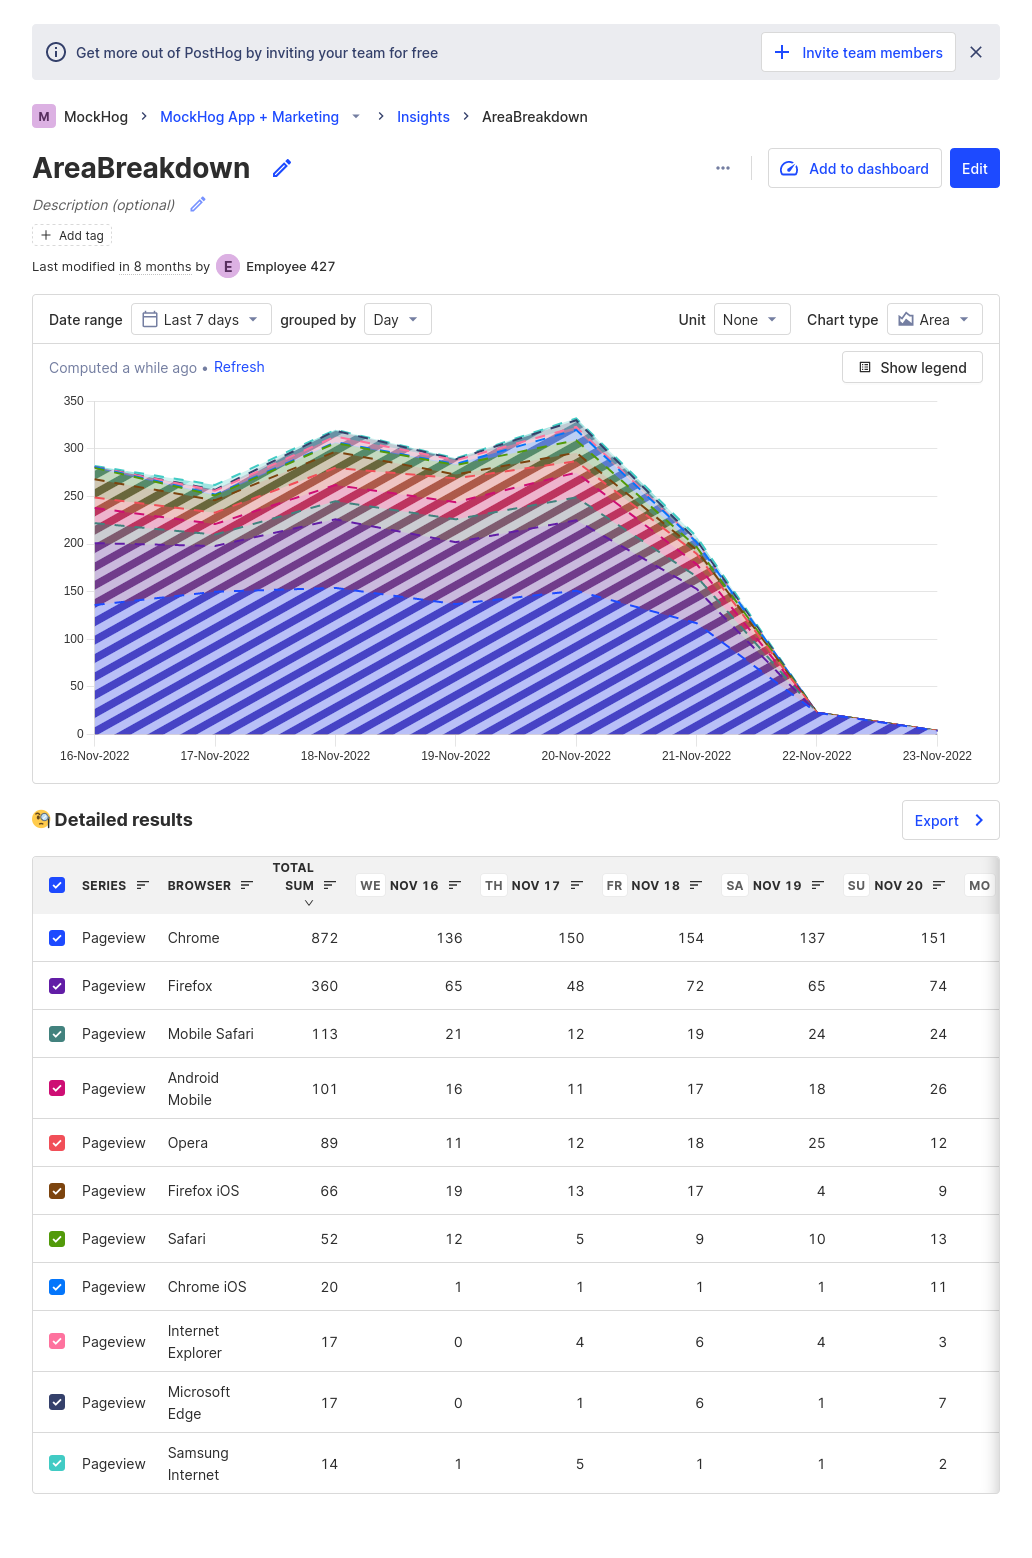 Get more out of PostHog by inviting your team for free
Invite team members
M MockHog MockHog App + Marketing Insights AreaBreakdown
AreaBreakdown
Add to dashboard
Edit
Description (optional)
Add tag
Last modified in 8 months by E Employee 427
Date range Last 7 days grouped by Day Unit None Chart type Area
Computed a while ago • Refresh
Show legend
350
300
250
200
150
100
50
0
16-Nov-2022 17-Nov-2022 18-Nov-2022 19-Nov-2022 20-Nov-2022 21-Nov-2022 22-Nov-2022 23-Nov-2022
Detailed results
Export
SERIES BROWSER TOTAL SUM WE NOV 16 TH NOV 17 FR NOV 18 SA NOV 19 SU NOV 20 MO
Pageview Chrome 872 136 150 154 137 151
Pageview Firefox 360 65 48 72 65 74
Pageview Mobile Safari 113 21 12 19 24 24
Pageview Android Mobile 101 16 11 17 18 26
Pageview Opera 89 11 12 18 25 12
Pageview Firefox iOS 66 19 13 17 4 9
Pageview Safari 52 12 5 9 10 13
Pageview Chrome iOS 20 1 1 1 1 11
Pageview Internet Explorer 17 0 4 6 4 3
Pageview Microsoft Edge 17 0 1 6 1 7
Pageview Samsung Internet 14 1 5 1 1 2